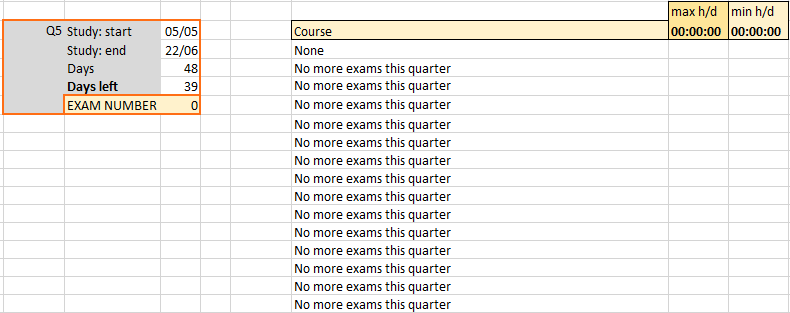 max h/d min h/d
Q5 Study: start 05/05 Course 00:00:00 00:00:00
Study: end 22/06 None
Days 48 No more exams this quarter
Days left 39 No more exams this quarter
EXAM NUMBER 0 No more exams this quarter
No more exams this quarter
No more exams this quarter
No more exams this quarter
No more exams this quarter
No more exams this quarter
No more exams this quarter
No more exams this quarter
No more exams this quarter
No more exams this quarter
No more exams this quarter
No more exams this quarter